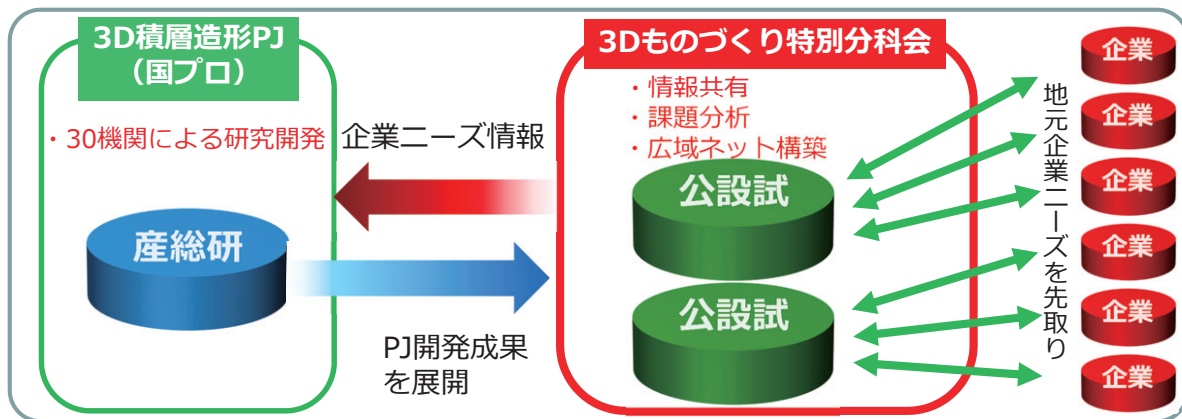 3D積層造形PJ
（国プロ）
・30機関による研究開発
産総研
企業ニーズ情報
PJ開発成果
を展開
3Dものづくり特別分科会
・情報共有
・課題分析
・広域ネット構築
公設試
公設試
地元企業ニーズを先取り
企業
企業
企業
企業
企業
企業